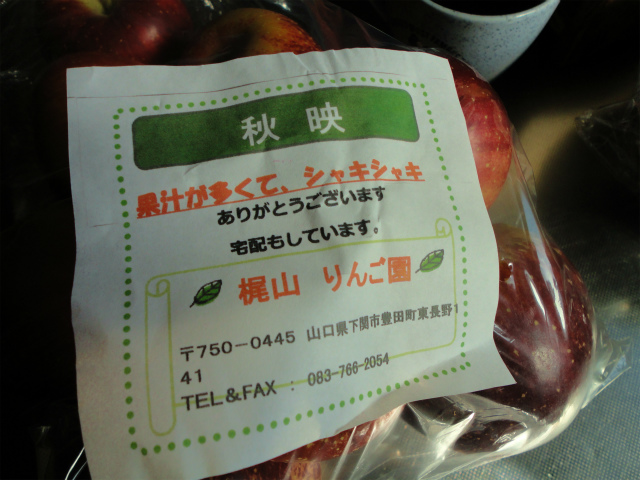 秋映
果汁が多くて、シャキシャキ
ありがとうございます
宅配もしています。
梶山 りんご園
〒750-0445 山口県下関市豊田町東長野1
41
TEL&FAX : 083-766-2054